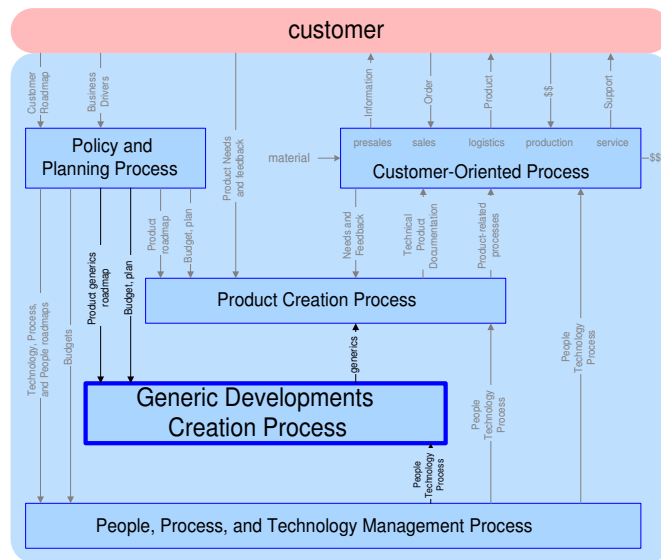 customer
Customer
Roadmap
Business
Drivers
Product Needs
and feedback
Information
Order
Product
$$
Support
Policy and
Planning Process
material
presales sales logistics production service
Customer-Oriented Process
$$
Technology, Process,
and People roadmaps
Budgets
Product generics
roadmap
Budget, plan
Product
roadmap
Budget, plan
Needs and
Feedback
Technical
Product
Documentation
Product-related
processes
Product Creation Process
generics
People
Technology
Process
Generic Developments
Creation Process
People
Technology
Process
People
Technology
Process
People, Process, and Technology Management Process